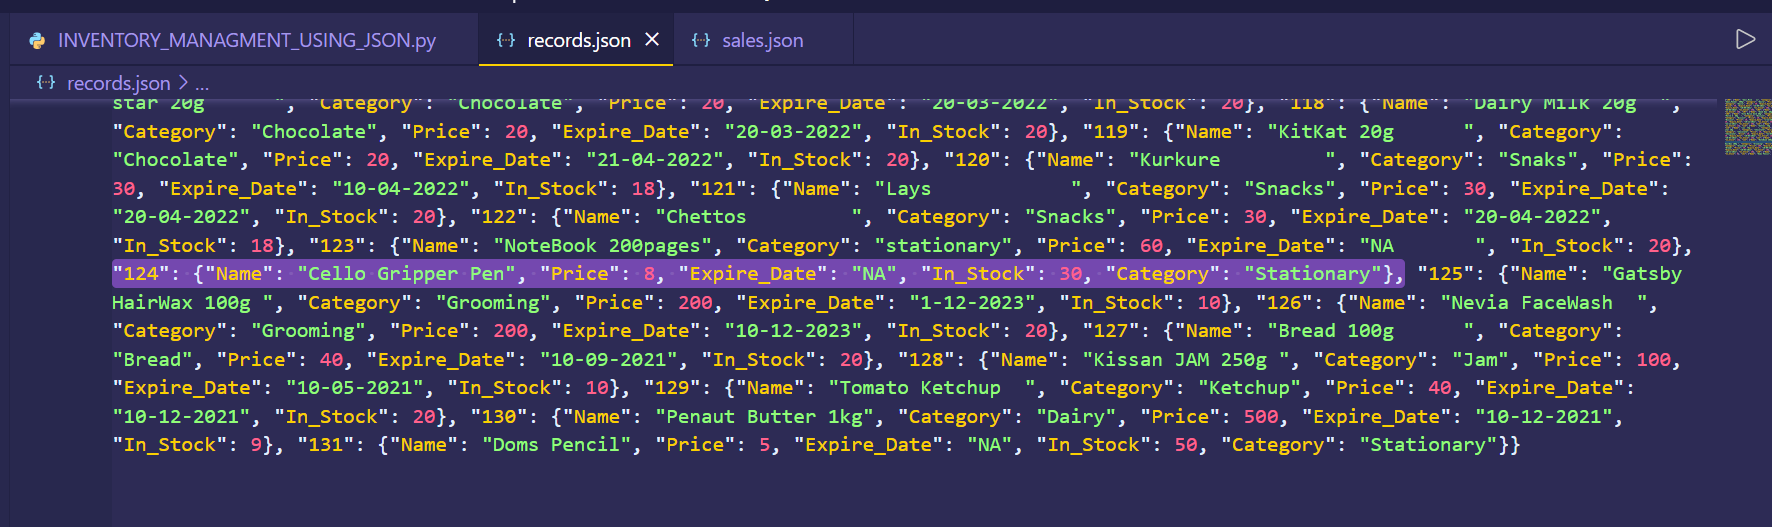 INVENTORY_MANAGMENT_USING_JSON.py records.json sales.json
records.json > ...
star 20g      ", "Category": "Chocolate", "Price": 20, "Expire_Date": "20-03-2022", "In_Stock": 20}, "118": {"Name": "Dairy Milk 20g  ",
"Category": "Chocolate", "Price": 20, "Expire_Date": "20-03-2022", "In_Stock": 20}, "119": {"Name": "KitKat 20g      ", "Category":
"Chocolate", "Price": 20, "Expire_Date": "21-04-2022", "In_Stock": 20}, "120": {"Name": "Kurkure         ", "Category": "Snaks", "Price":
30, "Expire_Date": "10-04-2022", "In_Stock": 18}, "121": {"Name": "Lays            ", "Category": "Snacks", "Price": 30, "Expire_Date":
"20-04-2022", "In_Stock": 20}, "122": {"Name": "Chettos         ", "Category": "Snacks", "Price": 30, "Expire_Date": "20-04-2022",
"In_Stock": 18}, "123": {"Name": "NoteBook 200pages", "Category": "stationary", "Price": 60, "Expire_Date": "NA       ", "In_Stock": 20},
"124": {"Name": "Cello Gripper Pen", "Price": 8, "Expire_Date": "NA", "In_Stock": 30, "Category": "Stationary"}, "125": {"Name": "Gatsby
HairWax 100g ", "Category": "Grooming", "Price": 200, "Expire_Date": "1-12-2023", "In_Stock": 10}, "126": {"Name": "Nevia FaceWash  ",
"Category": "Grooming", "Price": 200, "Expire_Date": "10-12-2023", "In_Stock": 20}, "127": {"Name": "Bread 100g      ", "Category":
"Bread", "Price": 40, "Expire_Date": "10-09-2021", "In_Stock": 20}, "128": {"Name": "Kissan JAM 250g ", "Category": "Jam", "Price": 100,
"Expire_Date": "10-05-2021", "In_Stock": 10}, "129": {"Name": "Tomato Ketchup  ", "Category": "Ketchup", "Price": 40, "Expire_Date":
"10-12-2021", "In_Stock": 20}, "130": {"Name": "Penaut Butter 1kg", "Category": "Dairy", "Price": 500, "Expire_Date": "10-12-2021",
"In_Stock": 9}, "131": {"Name": "Doms Pencil", "Price": 5, "Expire_Date": "NA", "In_Stock": 50, "Category": "Stationary"}}